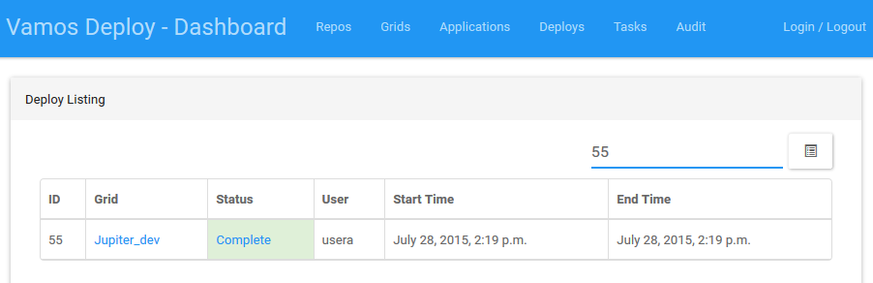 Vamos Deploy - Dashboard Repos Grids Applications Deploys Tasks Audit Login / Logout
Deploy Listing
55
ID Grid Status User Start Time End Time
55 Jupiter_dev Complete usera July 28, 2015, 2:19 p.m. July 28, 2015, 2:19 p.m.